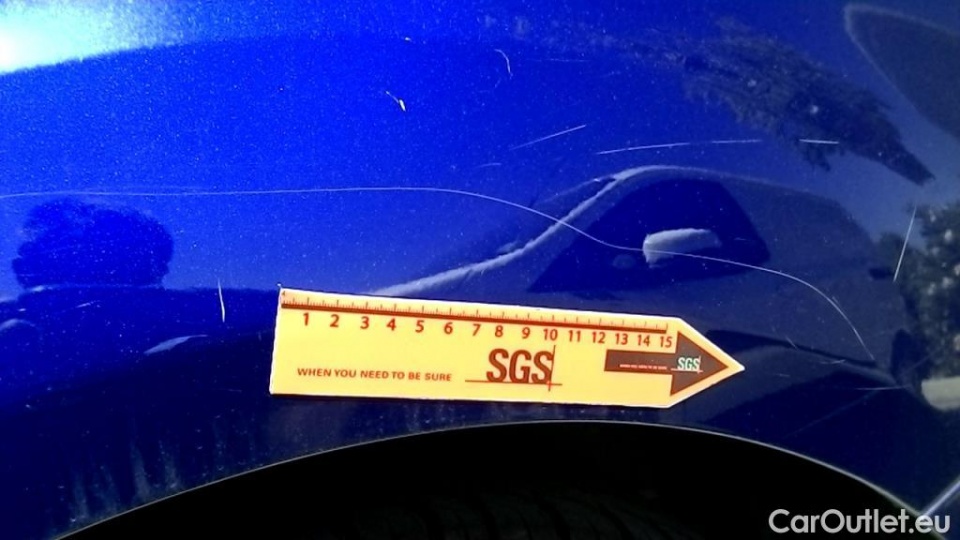 1 2 3 4 5 6 7 8 9 10 11 12 13 14 15
SGS
SGS
WHEN YOU NEED TO BE SURE
CarOutlet.eu